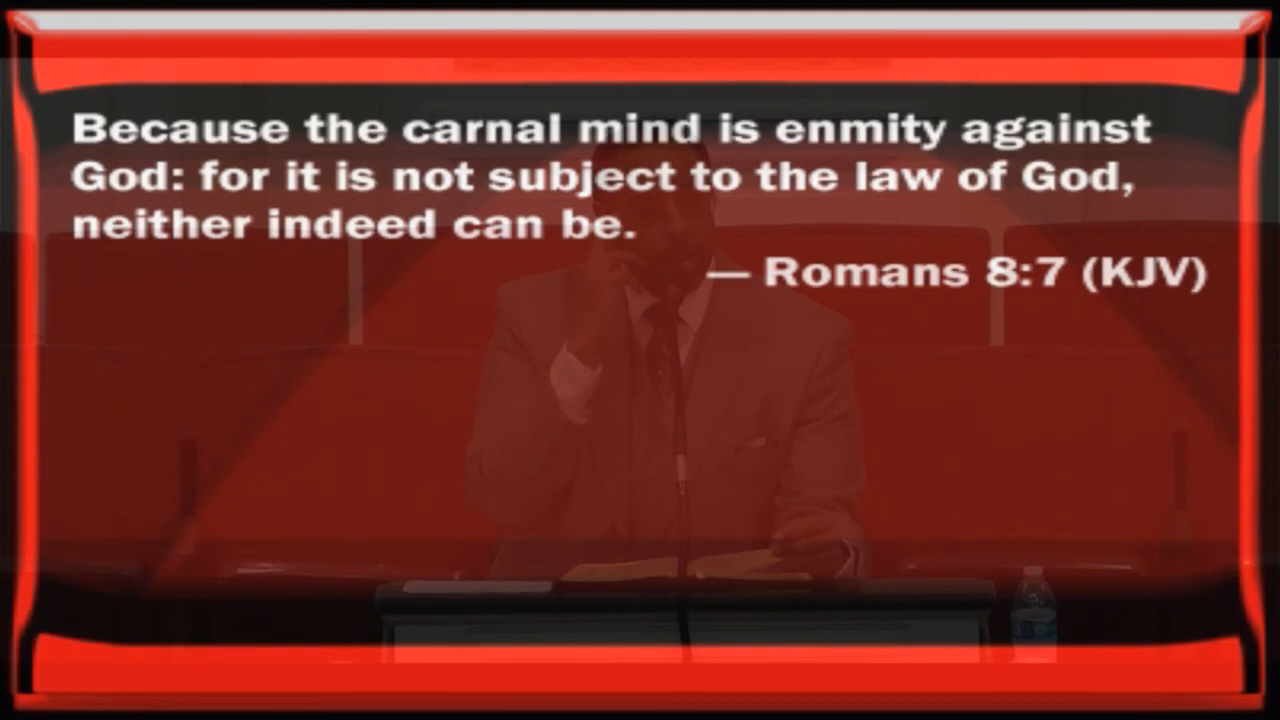 Because the carnal mind is enmity against
God: for it is not subject to the law of God,
neither indeed can be.
— Romans 8:7 (KJV)